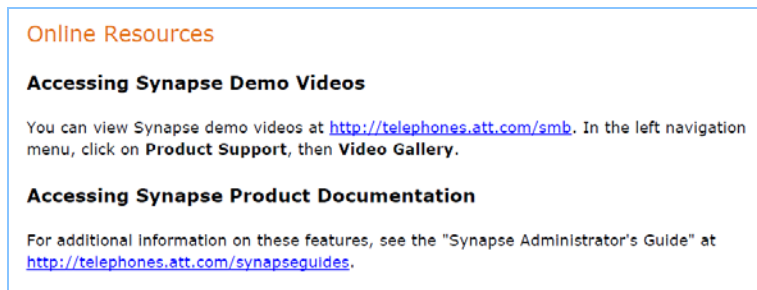 Online Resources
Accessing Synapse Demo Videos
You can view Synapse demo videos at http://telephones.att.com/smb. In the left navigation
menu, click on Product Support, then Video Gallery.
Accessing Synapse Product Documentation
For additional information on these features, see the "Synapse Administrator's Guide" at
http://telephones.att.com/synapseguides.